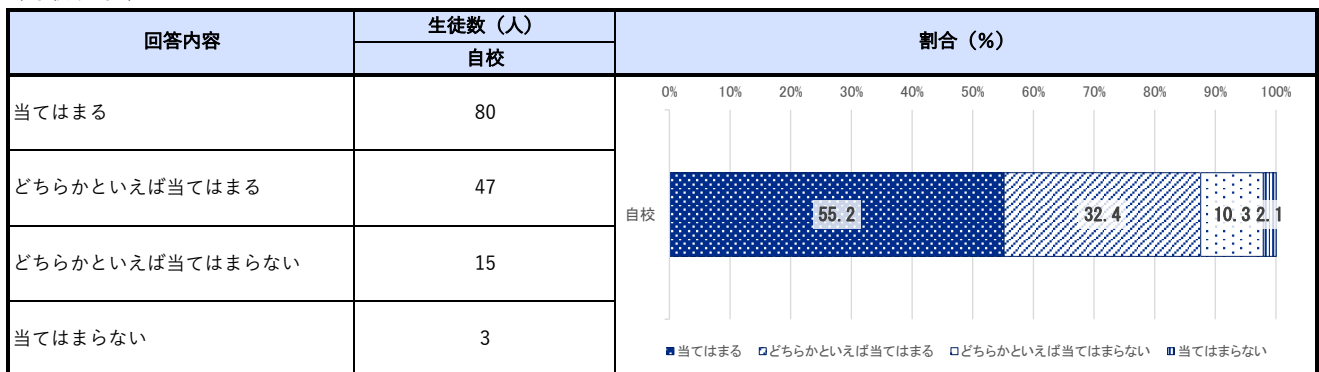 回答内容
生徒数（人）
自校
割合（%）
当てはまる
80
どちらかといえば当てはまる
47
どちらかといえば当てはまらない
15
当てはまらない
3
0% 10% 20% 30% 40% 50% 60% 70% 80% 90% 100%
自校
55.2 32.4 10.3 2.1
当てはまる どちらかといえば当てはまる どちらかといえば当てはまらない 当てはまらない